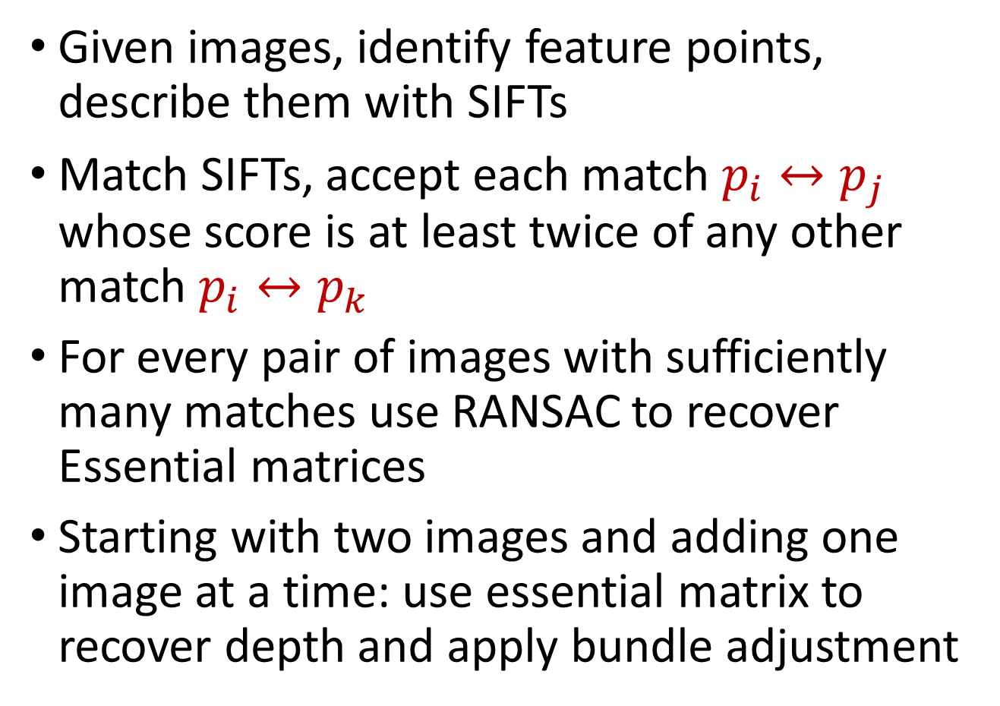 • Given images, identify feature points,
describe them with SIFTs
• Match SIFTs, accept each match p_i ↔ p_j
whose score is at least twice of any other
match p_i ↔ p_k
• For every pair of images with sufficiently
many matches use RANSAC to recover
Essential matrices
• Starting with two images and adding one
image at a time: use essential matrix to
recover depth and apply bundle adjustment